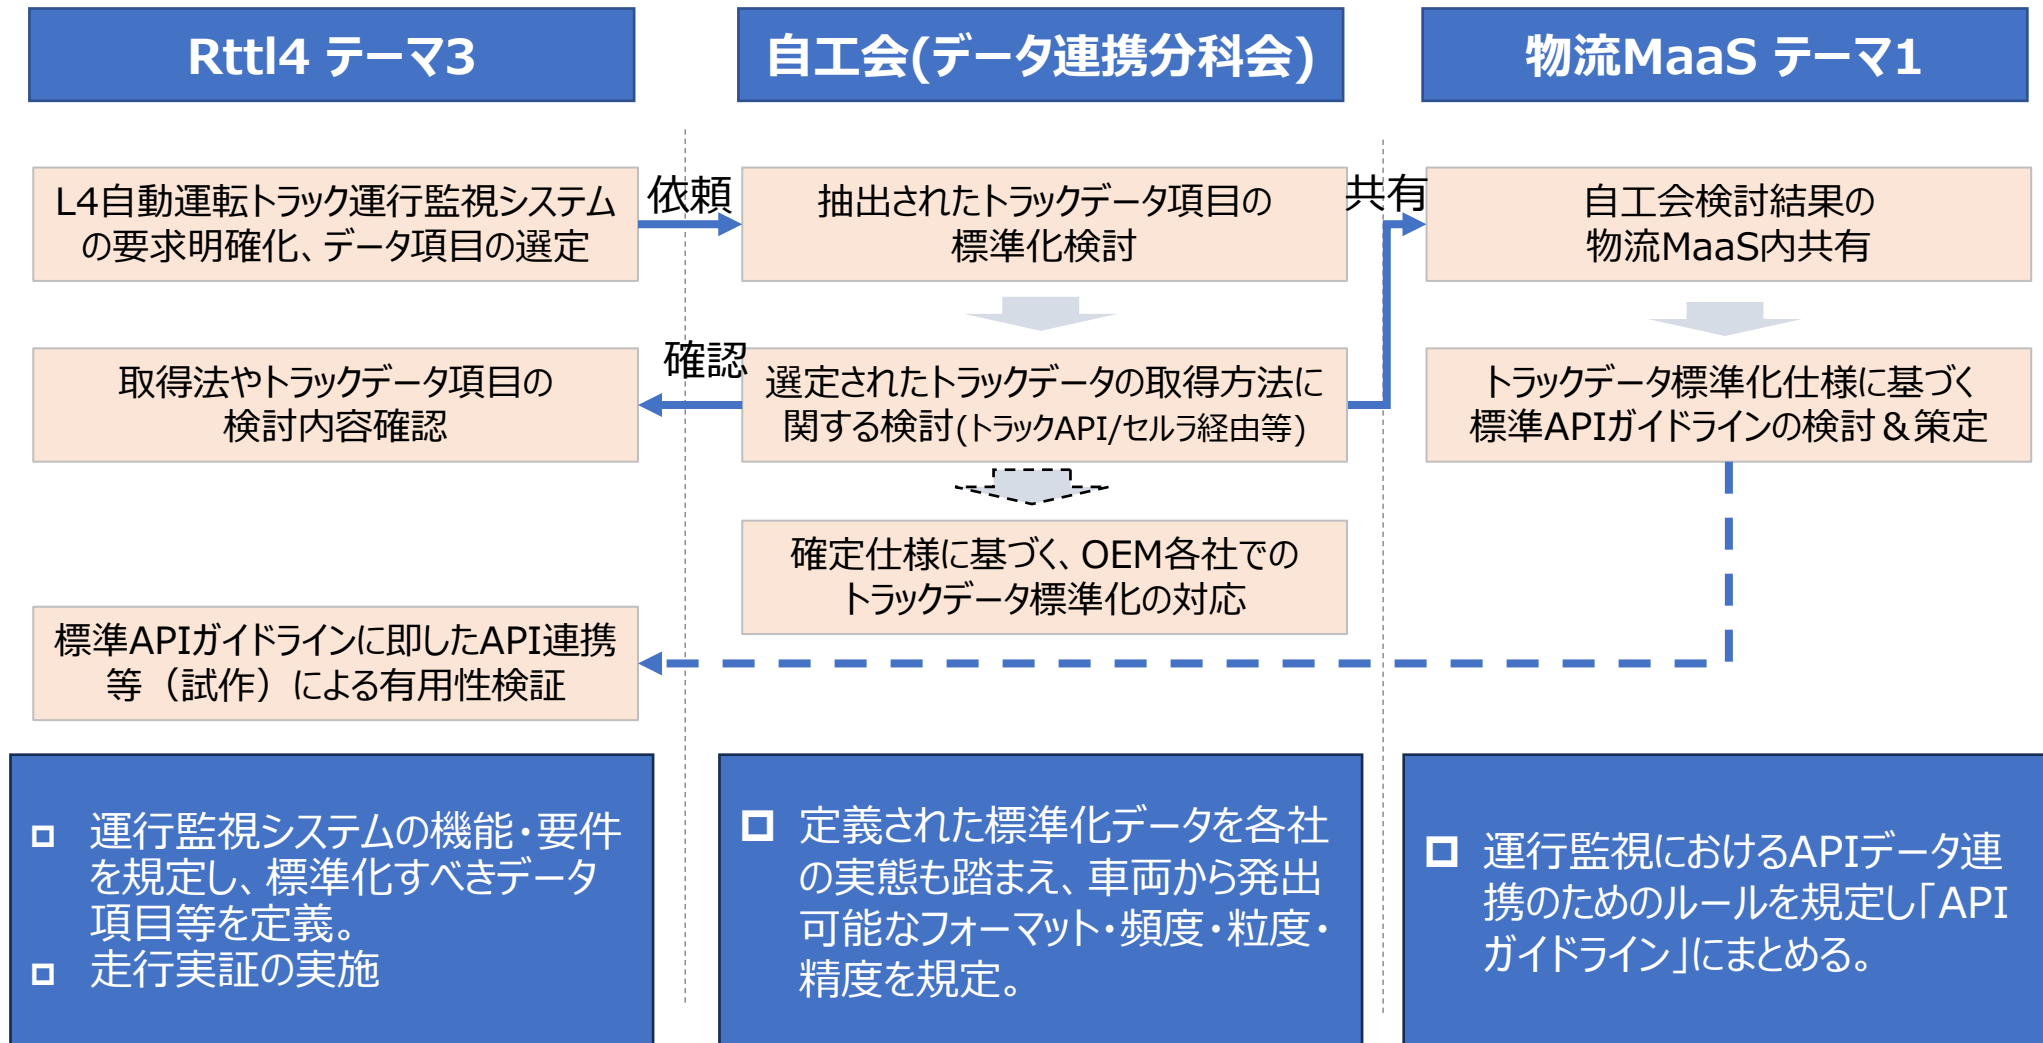 Rttl4 テーマ3
自工会(データ連携分科会)
物流MaaS テーマ1
L4自動運転トラック運行監視システム
の要求明確化、データ項目の選定
依頼
抽出されたトラックデータ項目の
標準化検討
共有
自工会検討結果の
物流MaaS内共有
取得法やトラックデータ項目の
検討内容確認
確認
選定されたトラックデータの取得方法に
関する検討(トラックAPI/セルラ経由等)
トラックデータ標準化仕様に基づく
標準APIガイドラインの検討&策定
確定仕様に基づく、OEM各社での
トラックデータ標準化の対応
標準APIガイドラインに即したAPI連携
等（試作）による有用性検証
運行監視システムの機能・要件
を規定し、標準化すべきデータ
項目等を定義。
走行実証の実施
定義された標準化データを各社
の実態も踏まえ、車両から発出
可能なフォーマット・頻度・粒度・
精度を規定。
運行監視におけるAPIデータ連
携のためのルールを規定し「API
ガイドライン」にまとめる。